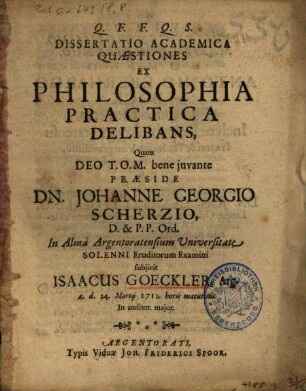 Q. F. F. Q. S.
DISSERTATIO ACADEMICA
QUÆSTIONES
EX
PHILOSOPHIA
PRACTICA
DELIBANS,
Quam
DEO T.O.M. bene juvante
PRÆSIDE
DN. JOHANNE GEORGIO
SCHERZIO,
D. & P. P. Ord.
In Almâ Argentoratensium Universitate
SOLENNI Eruditorum Examini
subjicit
ISAACUS GOECKLER, Arg.
a. d. 24. Martij 1711. horis matutinis
In auditor. major.
ARGENTORATI,
Typis Viduæ JOH. FRIDERICI SPOOR.